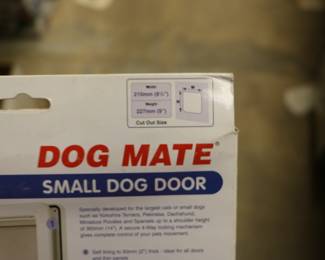 Width
210mm (8¼")
Height
227mm (9")
Cut Out Size
DOG MATE®
SMALL DOG DOOR
Specially developed for the largest cats or small dogs
such as Yorkshire Terriers, Pekinese, Dachshund,
Miniature Poodles and Spaniels up to a shoulder height
of 360mm (14"). A secure 4-Way locking mechanism
gives complete control of your pets movement.
Self lining to 50mm (2") thick - ideal for all doors
and thin panels